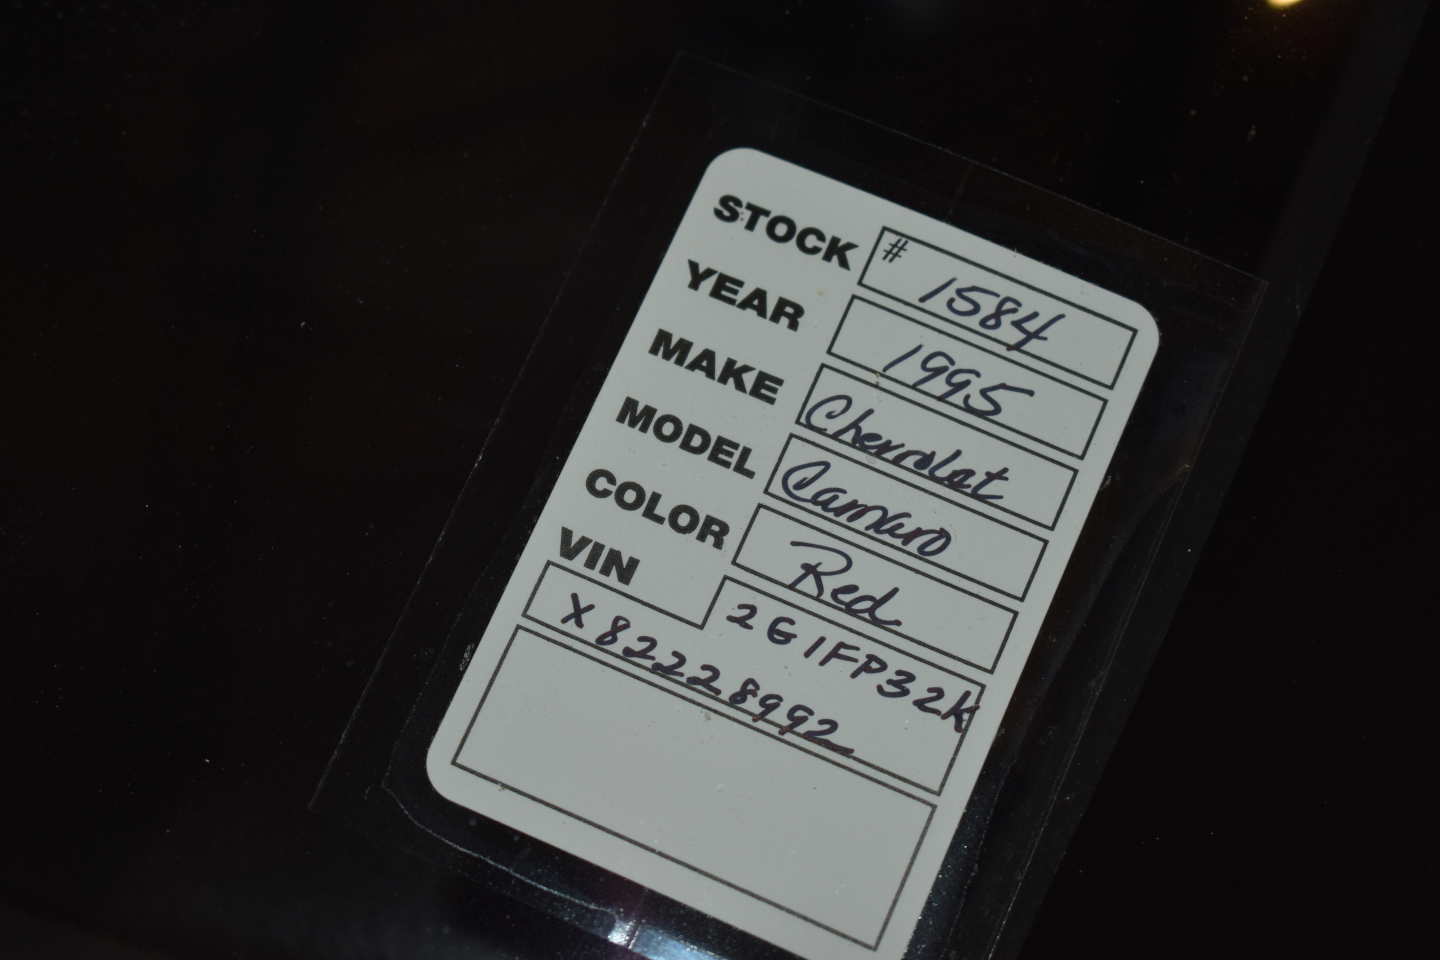 STOCK # 1584
YEAR 1995
MAKE Chevrolet
MODEL Camaro
COLOR Red
VIN 2G1FP32K
X82228992